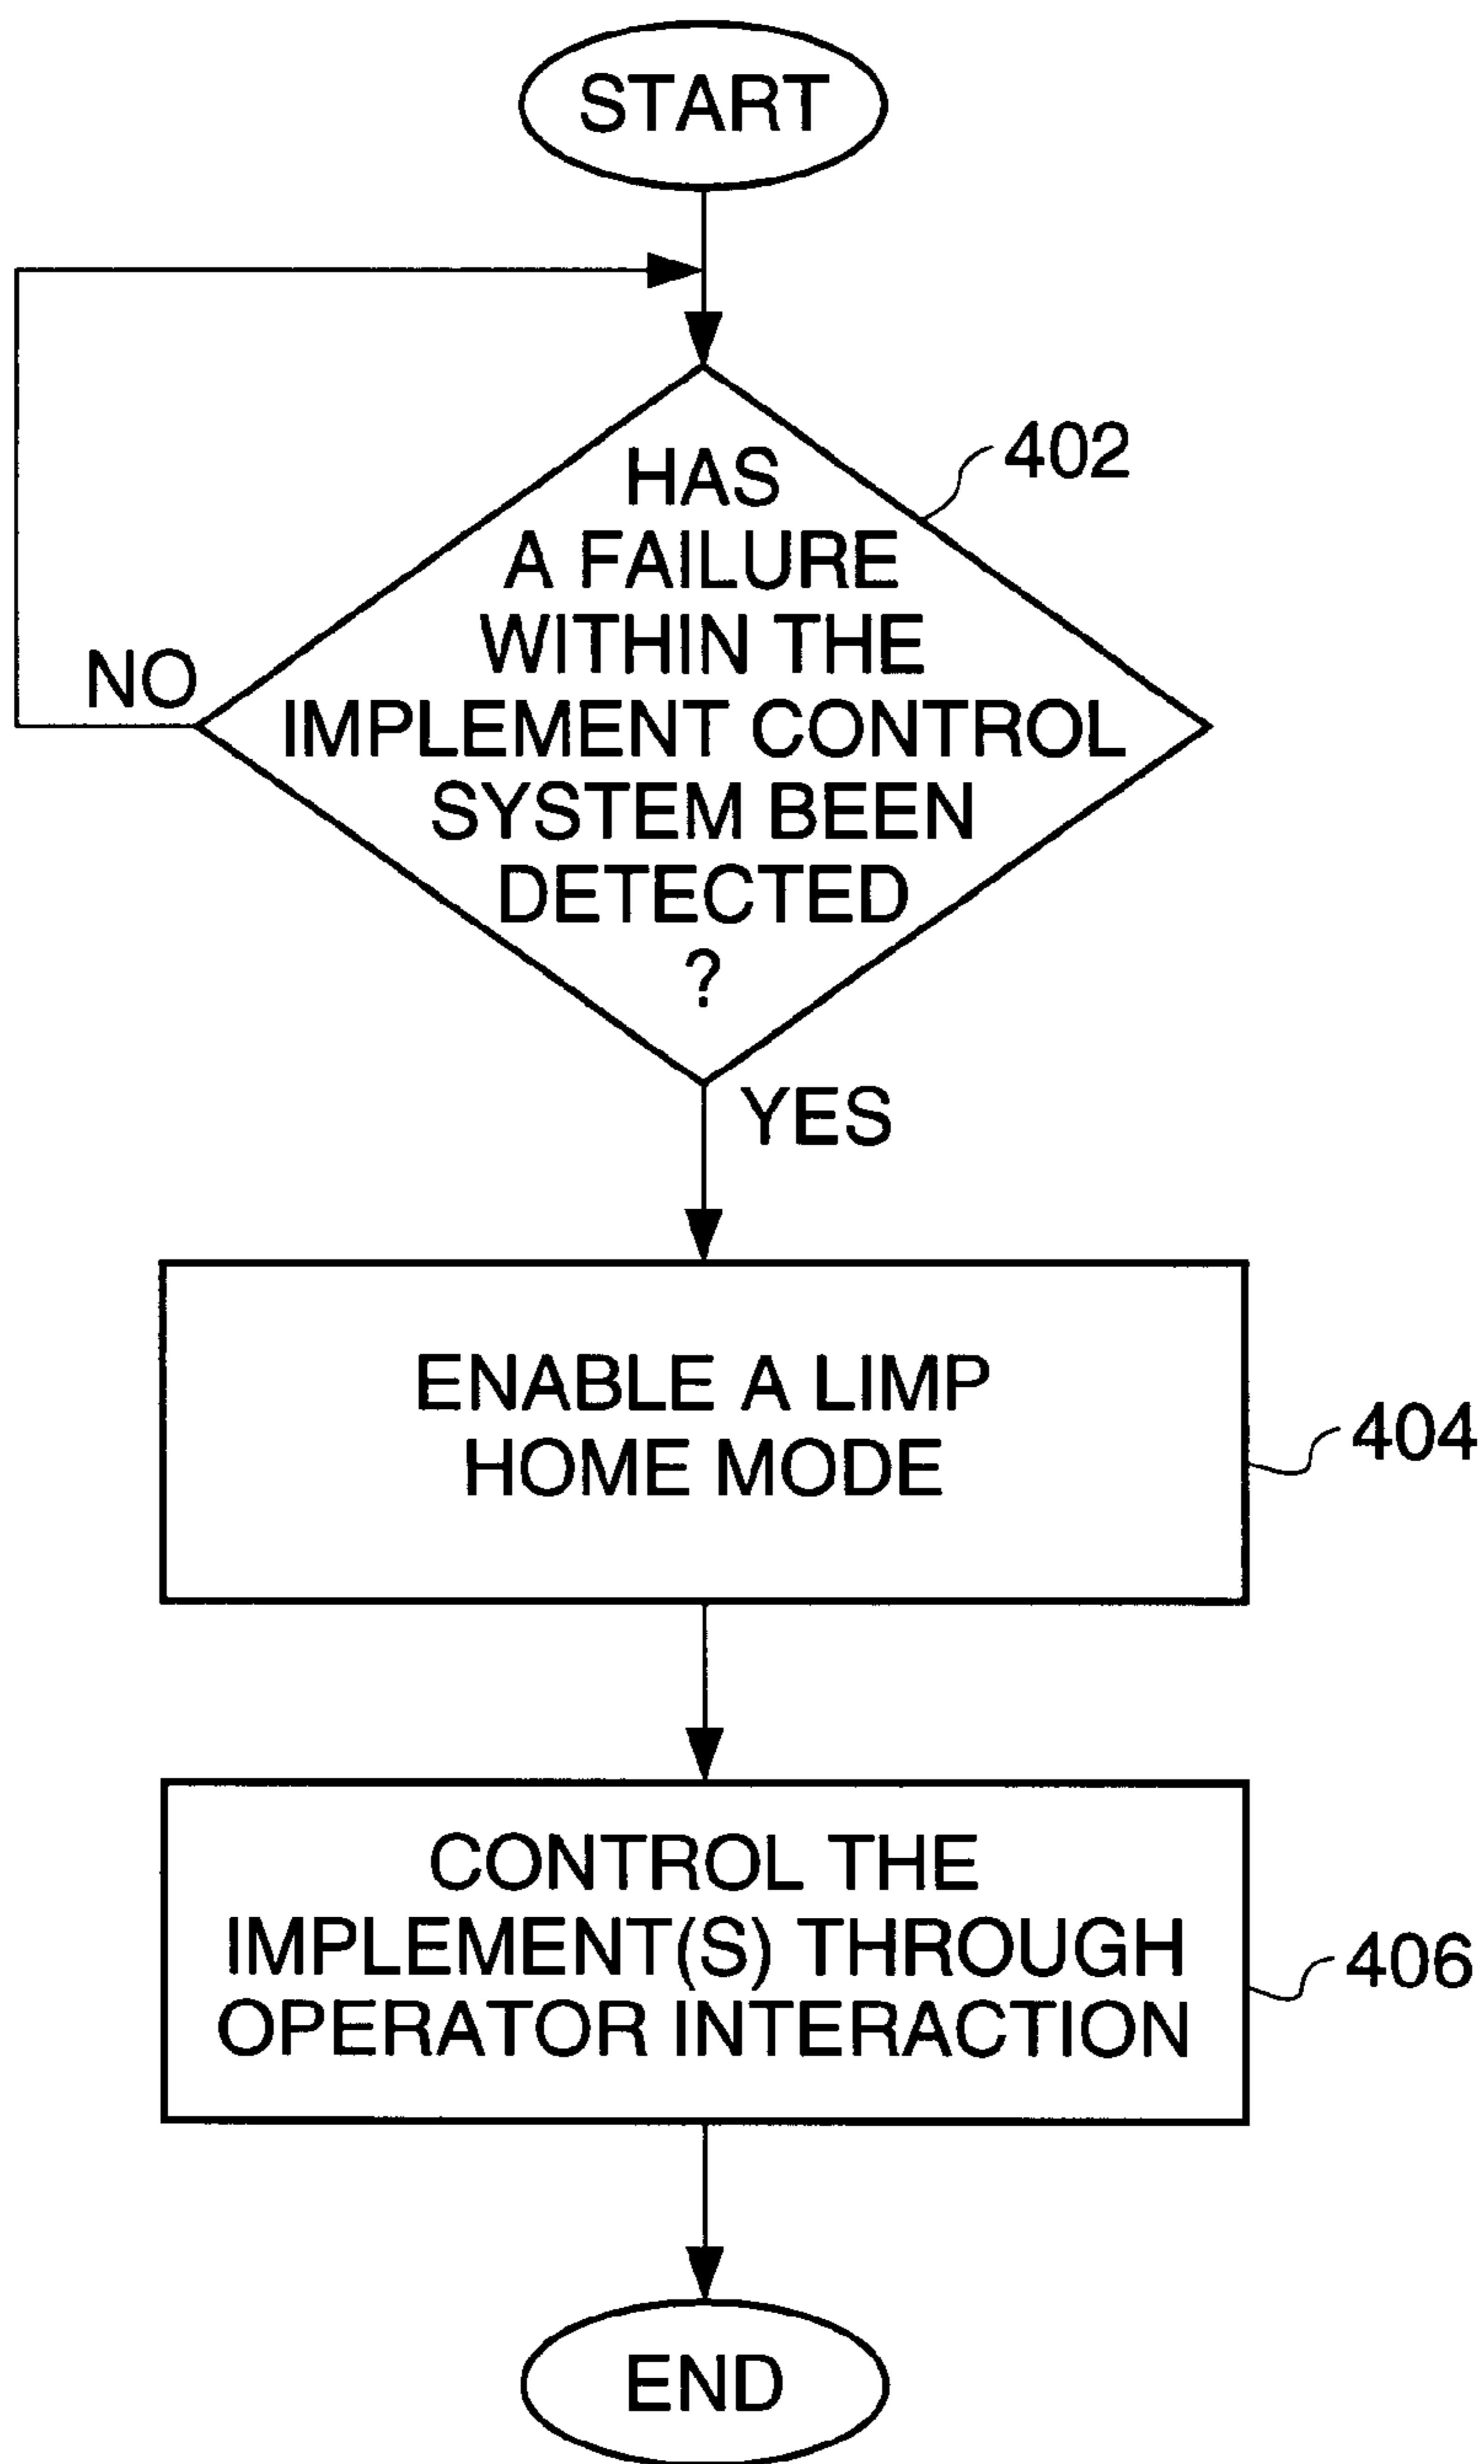 START
HAS
A FAILURE
WITHIN THE
IMPLEMENT CONTROL
SYSTEM BEEN
DETECTED
?
402
NO
YES
ENABLE A LIMP
HOME MODE
404
CONTROL THE
IMPLEMENT(S) THROUGH
OPERATOR INTERACTION
406
END